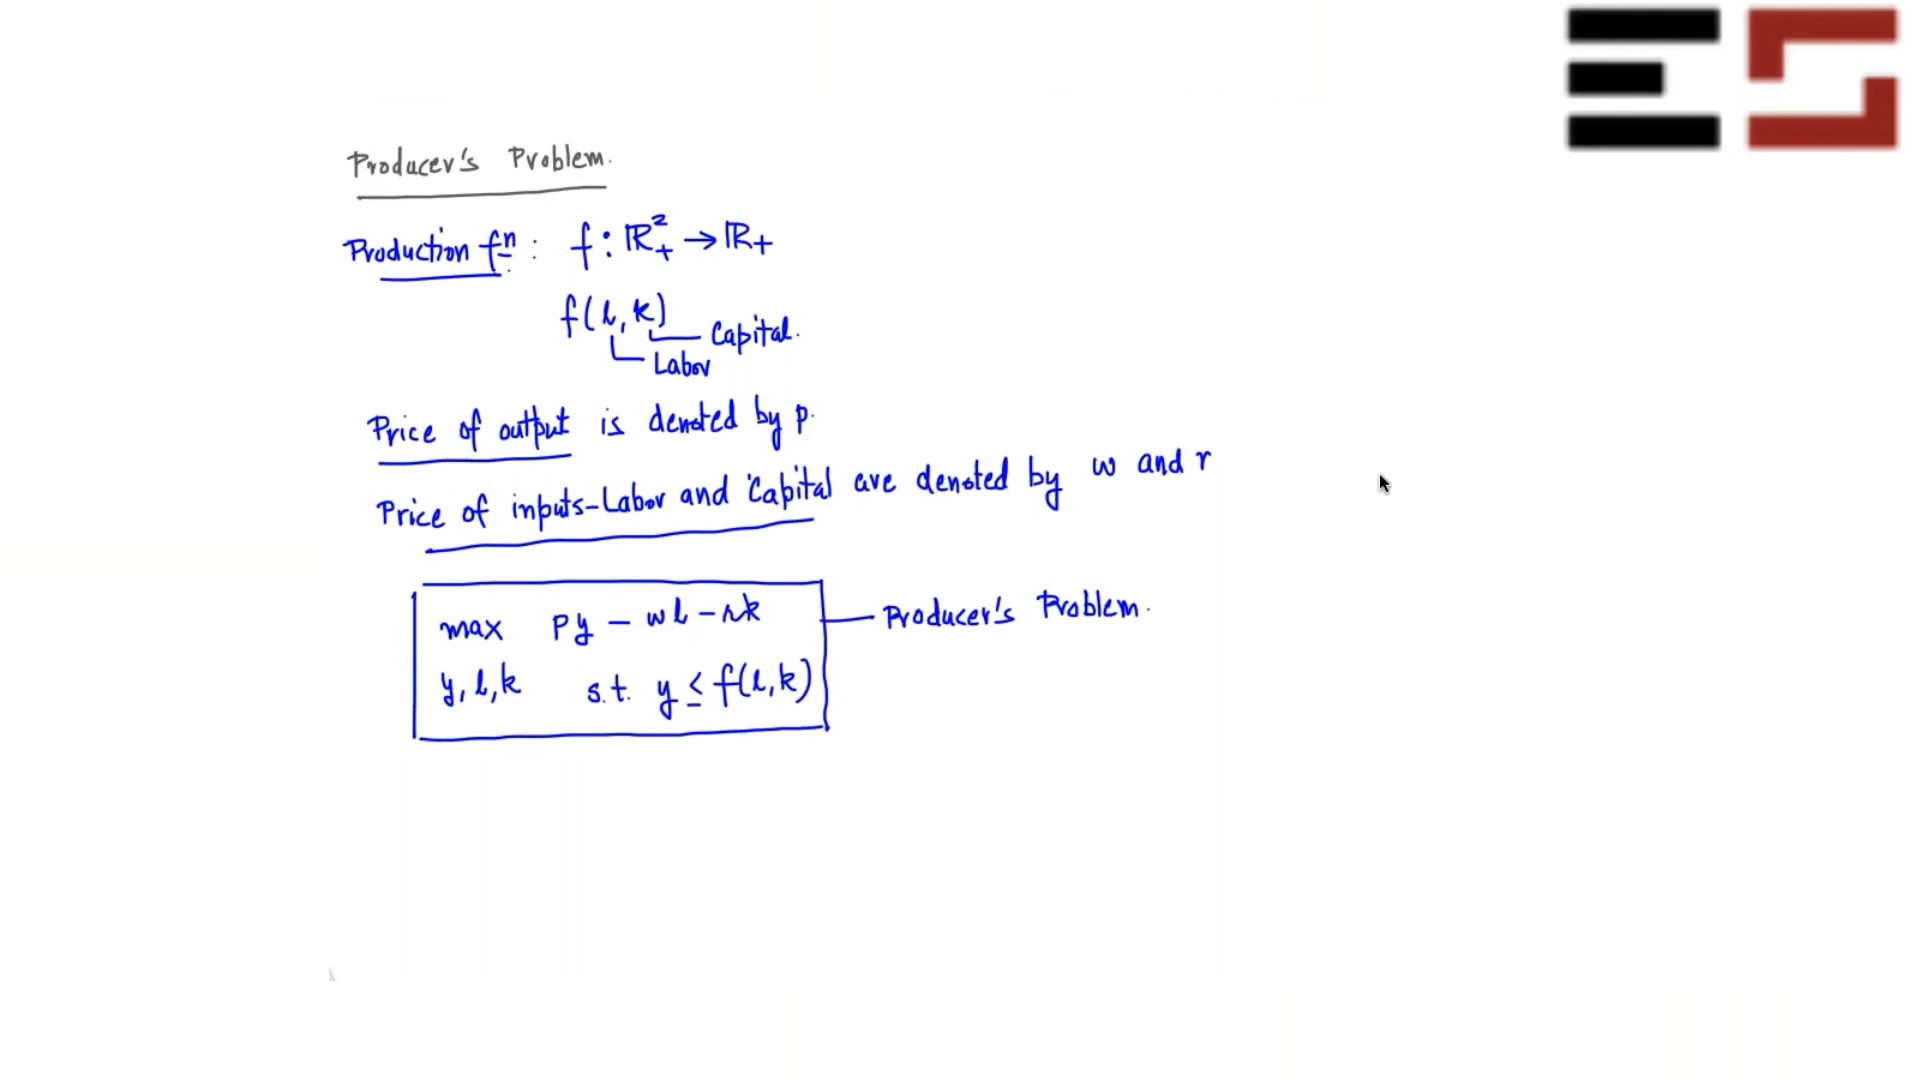 ES
Producer's Problem.
Production fn : f : ℝ²₊ → ℝ₊
f(l, k)
Capital.
Labor
Price of output is denoted by p.
Price of inputs-Labor and Capital are denoted by w and r
max py - wl - rk
y, l, k s.t. y ≤ f(l, k)
Producer's Problem.